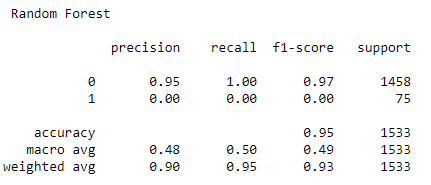 Random Forest
precision recall f1-score support
0 0.95 1.00 0.97 1458
1 0.00 0.00 0.00 75
accuracy 0.95 1533
macro avg 0.48 0.50 0.49 1533
weighted avg 0.90 0.95 0.93 1533